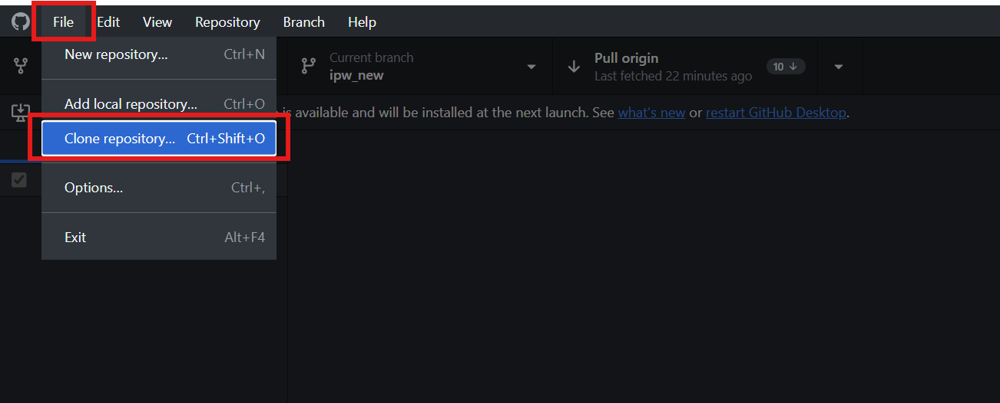 File Edit View Repository Branch Help
New repository... Ctrl+N
Add local repository... Ctrl+O
Clone repository... Ctrl+Shift+O
Options... Ctrl+,
Exit Alt+F4
Current branch
ipw_new
Pull origin
Last fetched 22 minutes ago
10
is available and will be installed at the next launch. See what's new or restart GitHub Desktop.